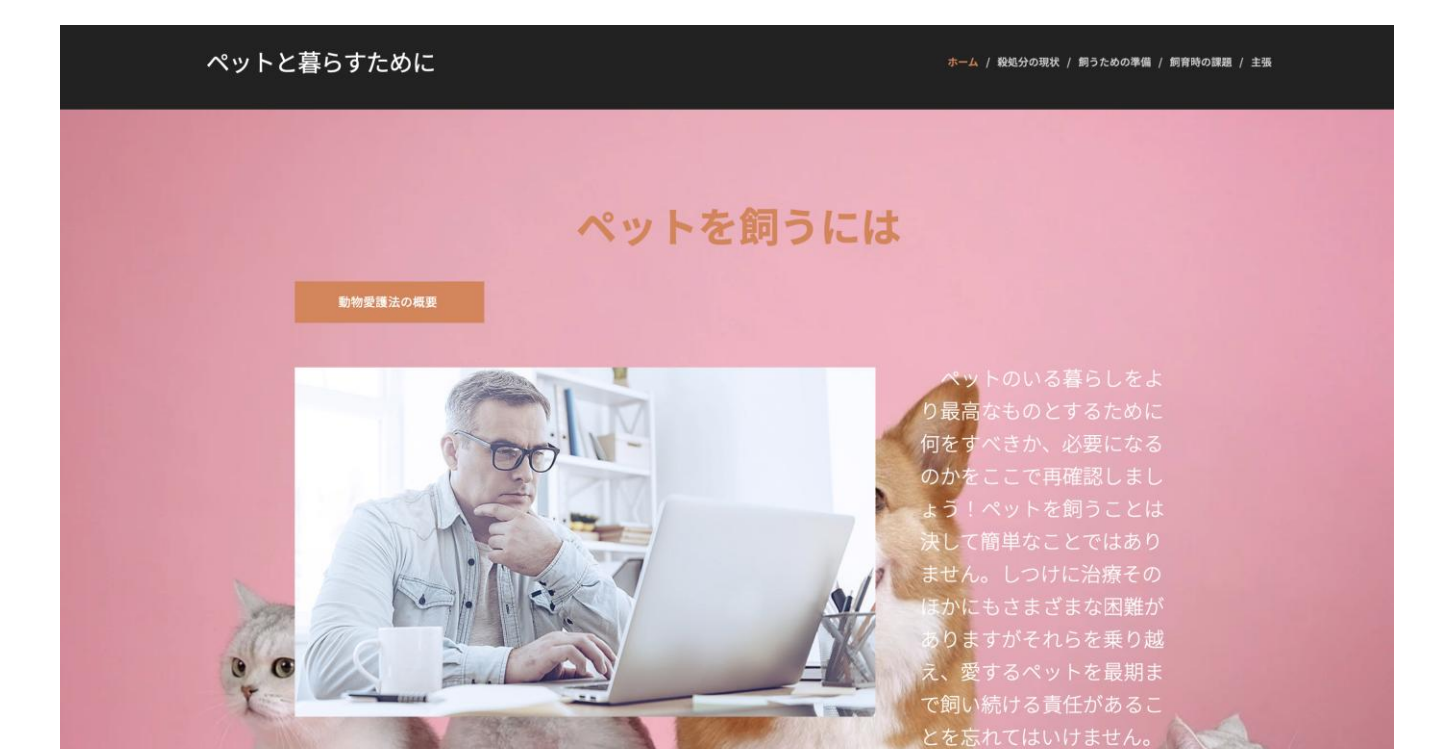 ペットと暮らすために
ホーム / 殺処分の現状 / 飼うための準備 / 飼育時の課題 / 主張
ペットを飼うには
動物愛護法の概要
ペットのいる暮らしをよ
り最高なものとするために
何をすべきか、必要になる
のかをここで再確認しまし
ょう！ペットを飼うことは
決して簡単なことではあり
ません。しつけに治療その
ほかにもさまざまな困難が
ありますがそれらを乗り越
え、愛するペットを最期ま
で飼い続ける責任があるこ
とを忘れてはいけません。